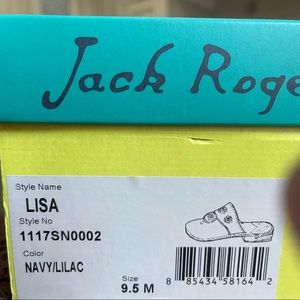 Jack Roge
Style Name
LISA
Style No
1117SN0002
Color
NAVY/LILAC
Size
9.5 M
8 85434 58164 2